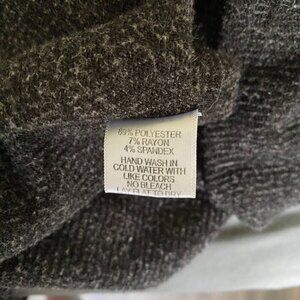 89% POLYESTER
7% RAYON
4% SPANDEX
HAND WASH IN
COLD WATER WITH
LIKE COLORS
NO BLEACH
LAY FLAT TO DRY